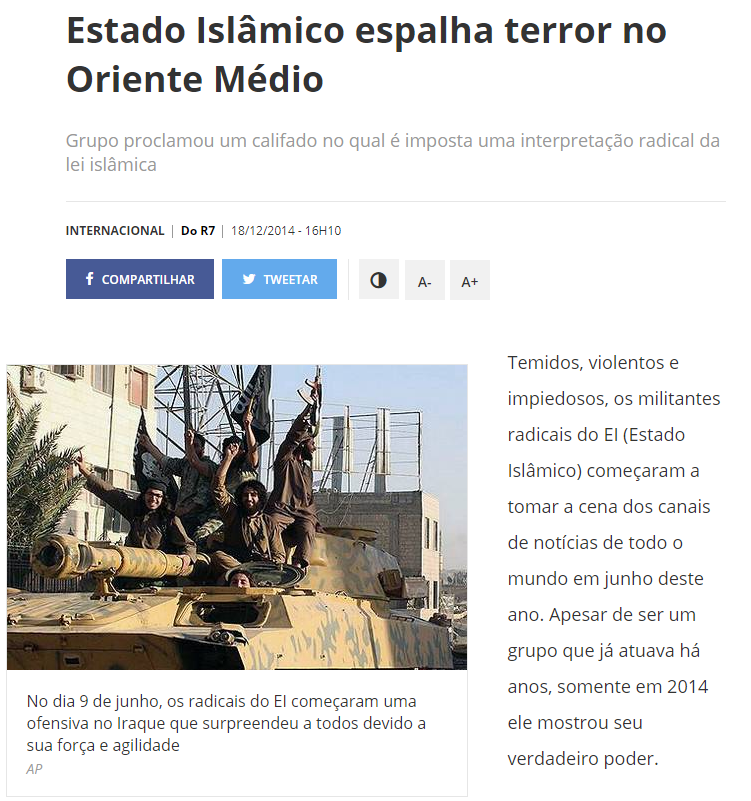 Estado Islâmico espalha terror no
Oriente Médio
Grupo proclamou um califado no qual é imposta uma interpretação radical da
lei islâmica
INTERNACIONAL | Do R7 | 18/12/2014 - 16H10
COMPARTILHAR
TWEETAR
A-
A+
No dia 9 de junho, os radicais do EI começaram uma
ofensiva no Iraque que surpreendeu a todos devido a
sua força e agilidade
AP
Temidos, violentos e
impiedosos, os militantes
radicais do EI (Estado
Islâmico) começaram a
tomar a cena dos canais
de notícias de todo o
mundo em junho deste
ano. Apesar de ser um
grupo que já atuava há
anos, somente em 2014
ele mostrou seu
verdadeiro poder.